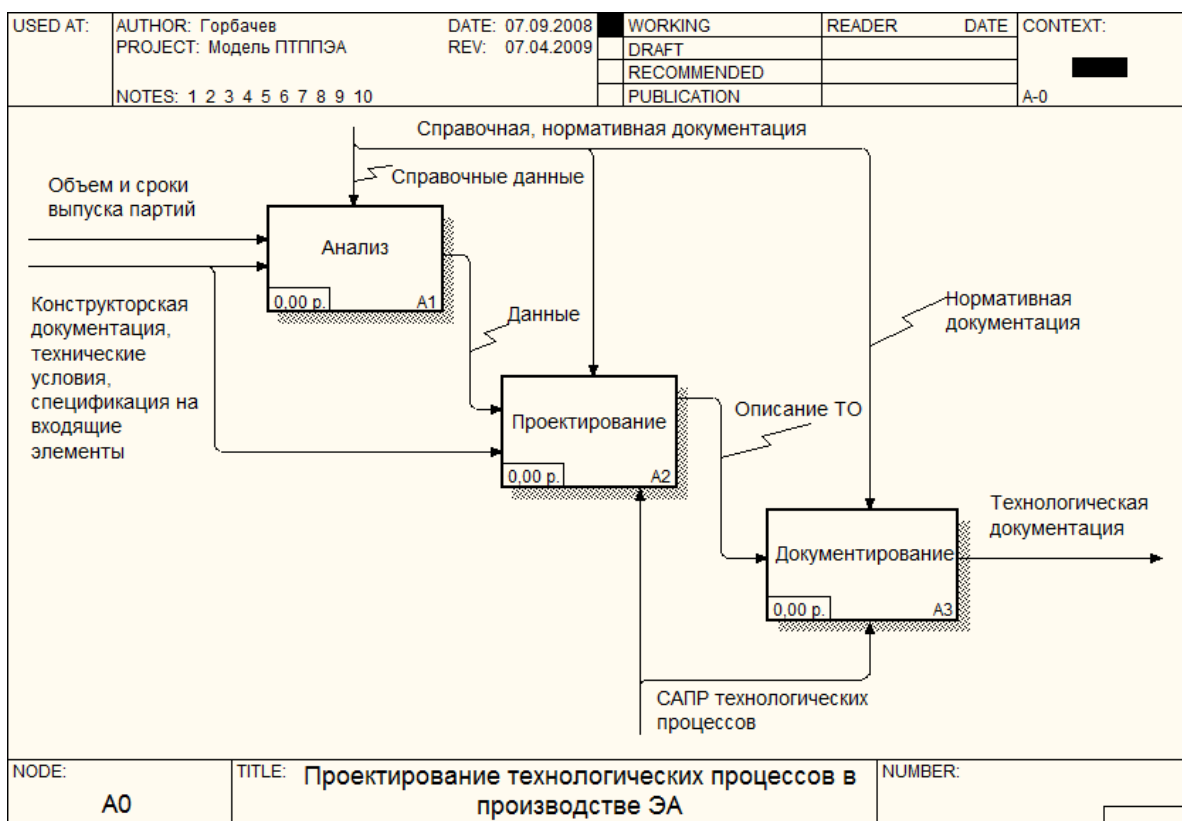 USED AT:
AUTHOR: Горбачев
DATE: 07.09.2008
PROJECT: Модель ПТППЭА
REV: 07.04.2009
NOTES: 1 2 3 4 5 6 7 8 9 10
WORKING
DRAFT
RECOMMENDED
PUBLICATION
READER DATE
CONTEXT:
A-0
Справочная, нормативная документация
Справочные данные
Объем и сроки
выпуска партий
Анализ
0,00 р. A1
Конструкторская
документация,
технические
условия,
спецификация на
входящие
элементы
Данные
Нормативная
документация
Проектирование
0,00 р. A2
Описание ТО
Технологическая
документация
Документирование
0,00 р. A3
САПР технологических
процессов
NODE:
A0
TITLE: Проектирование технологических процессов в
производстве ЭА
NUMBER: